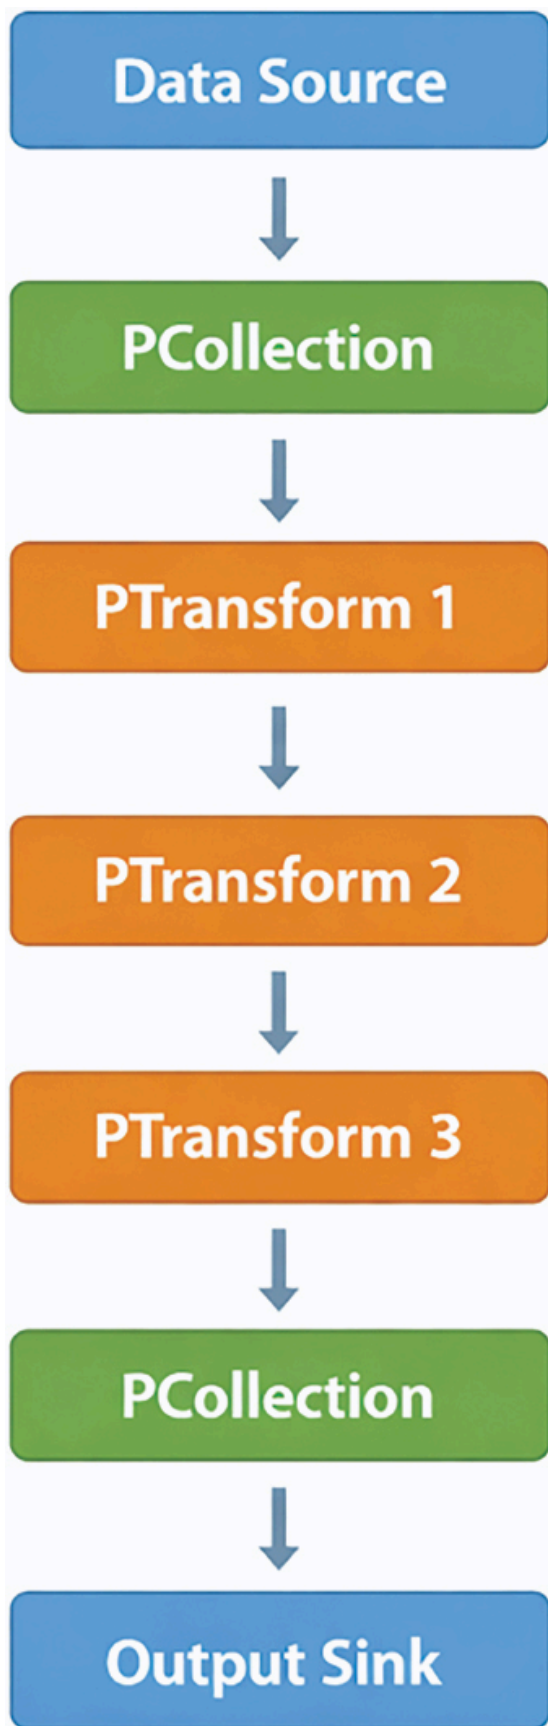 Data Source
PCollection
PTransform 1
PTransform 2
PTransform 3
PCollection
Output Sink